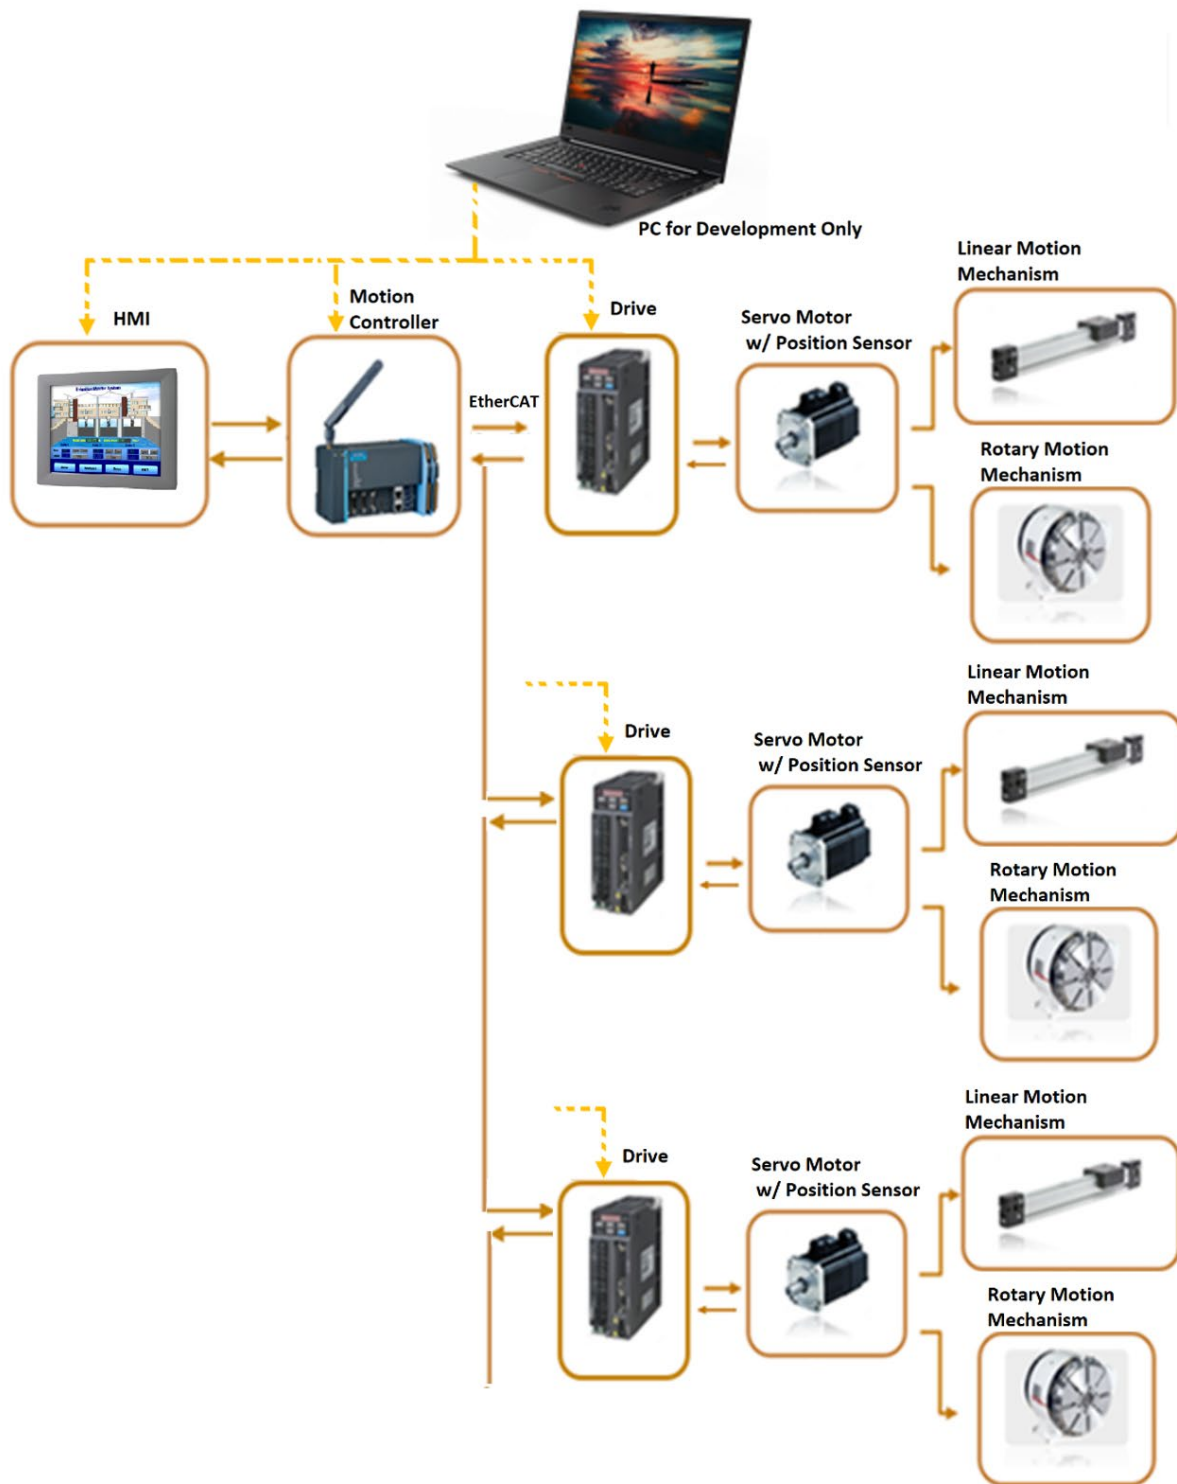 PC for Development Only
HMI
Motion
Controller
Drive
Servo Motor
w/ Position Sensor
Linear Motion
Mechanism
EtherCAT
Rotary Motion
Mechanism
Drive
Servo Motor
w/ Position Sensor
Linear Motion
Mechanism
Rotary Motion
Mechanism
Drive
Servo Motor
w/ Position Sensor
Linear Motion
Mechanism
Rotary Motion
Mechanism